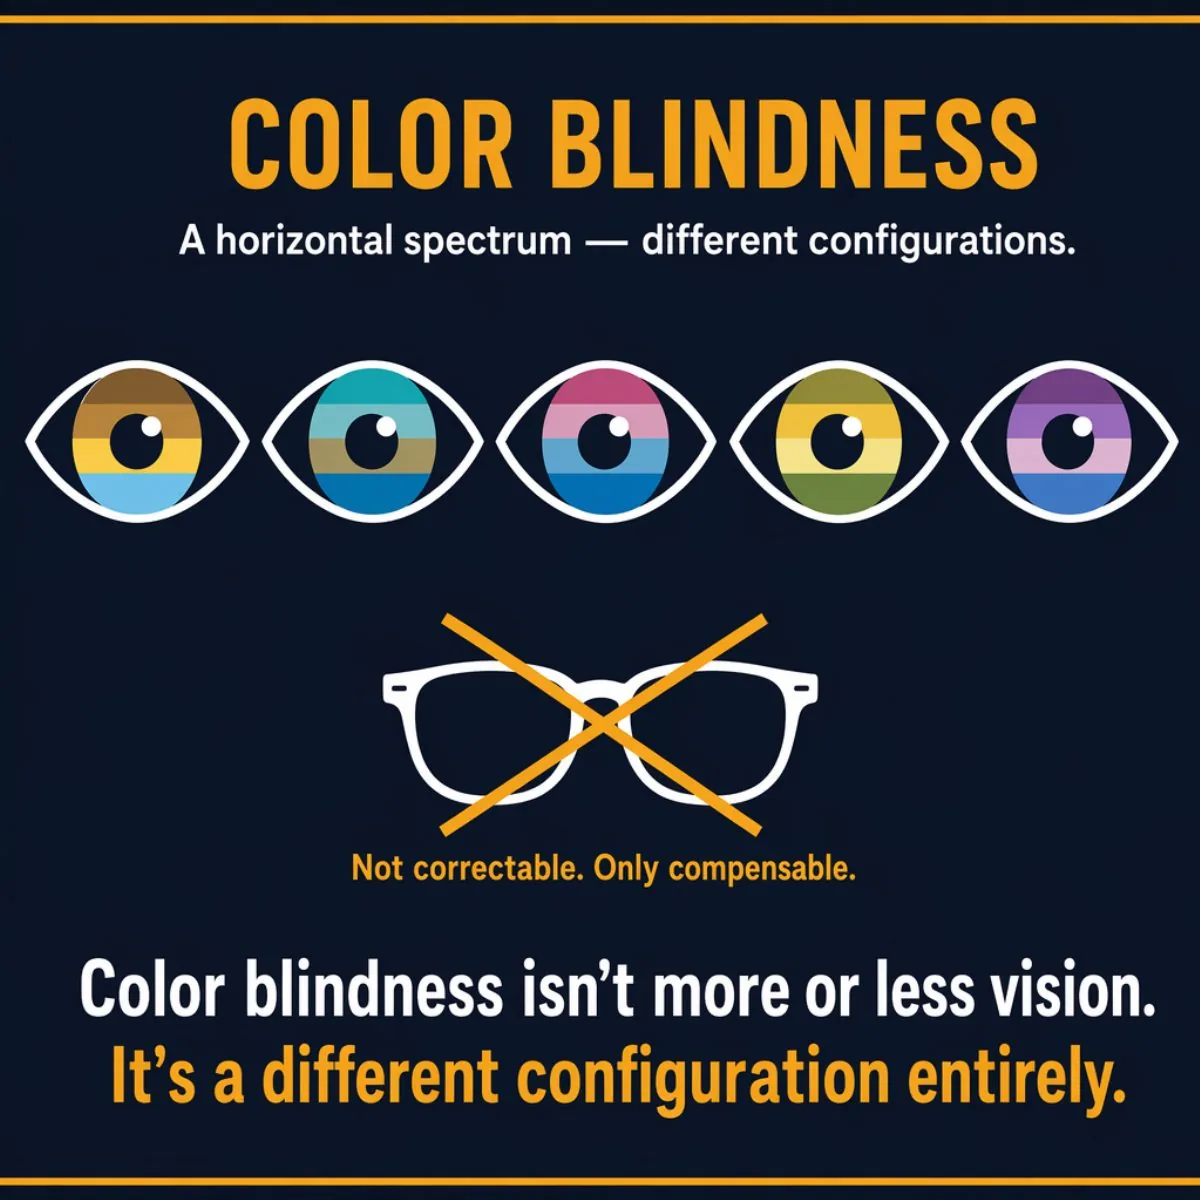 COLOR BLINDNESS
A horizontal spectrum — different configurations.
Not correctable. Only compensable.
Color blindness isn’t more or less vision.
It’s a different configuration entirely.